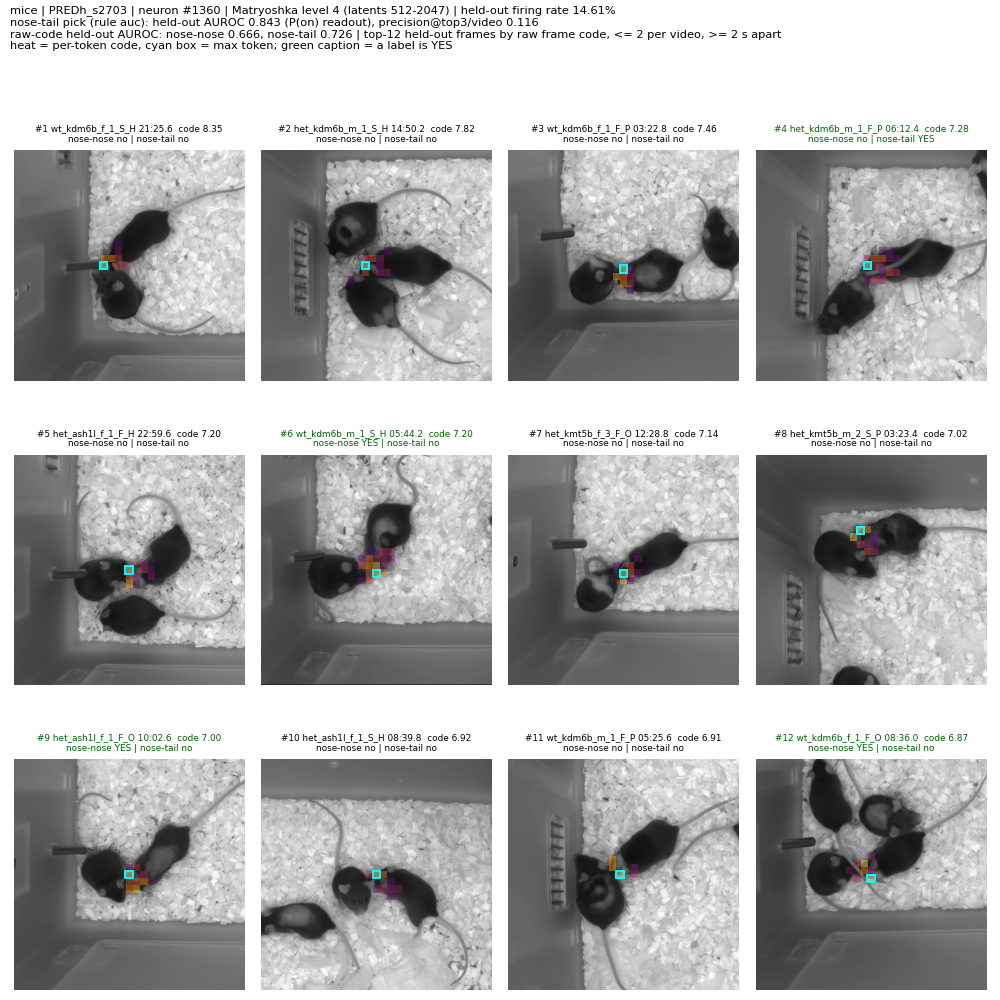 mice | PREDh_s2703 | neuron #1360 | Matryoshka level 4 (latents 512-2047) | held-out firing rate 14.61%
nose-tail pick (rule auc): held-out AUROC 0.843 (P(on) readout), precision@top3/video 0.116
raw-code held-out AUROC: nose-nose 0.666, nose-tail 0.726 | top-12 held-out frames by raw frame code, <= 2 per video, >= 2 s apart
heat = per-token code, cyan box = max token; green caption = a label is YES
#1 wt_kdm6b_f_1_S_H 21:25.6  code 8.35
nose-nose no | nose-tail no
#2 het_kdm6b_m_1_S_H 14:50.2  code 7.82
nose-nose no | nose-tail no
#3 wt_kdm6b_f_1_F_P 03:22.8  code 7.46
nose-nose no | nose-tail no
#4 het_kdm6b_m_1_F_P 06:12.4  code 7.28
nose-nose no | nose-tail YES
#5 het_ash1l_f_1_F_H 22:59.6  code 7.20
nose-nose no | nose-tail no
#6 wt_kdm6b_m_1_S_H 05:44.2  code 7.20
nose-nose YES | nose-tail no
#7 het_kmt5b_f_3_F_O 12:28.8  code 7.14
nose-nose no | nose-tail no
#8 het_kmt5b_m_2_S_P 03:23.4  code 7.02
nose-nose no | nose-tail no
#9 het_ash1l_f_1_F_O 10:02.6  code 7.00
nose-nose YES | nose-tail no
#10 het_ash1l_f_1_S_H 08:39.8  code 6.92
nose-nose no | nose-tail no
#11 wt_kdm6b_m_1_F_P 05:25.6  code 6.91
nose-nose no | nose-tail no
#12 wt_kdm6b_f_1_F_O 08:36.0  code 6.87
nose-nose YES | nose-tail no